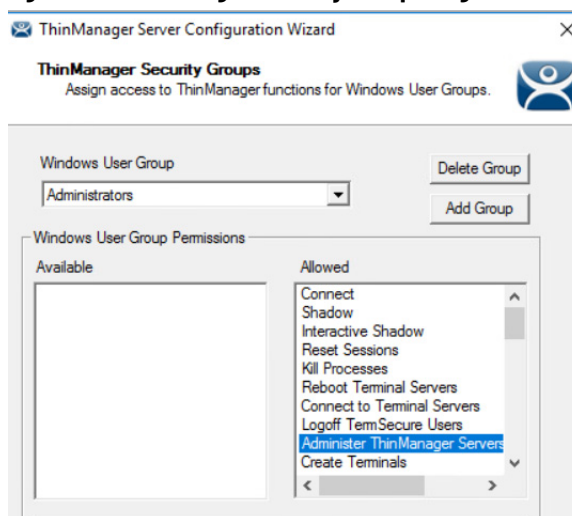 ThinManager Server Configuration Wizard
ThinManager Security Groups
Assign access to ThinManager functions for Windows User Groups.
Windows User Group
Delete Group
Administrators
Add Group
Windows User Group Permissions
Available
Allowed
Connect
Shadow
Interactive Shadow
Reset Sessions
Kill Processes
Reboot Terminal Servers
Connect to Terminal Servers
Logoff TermSecure Users
Administer ThinManager Servers
Create Terminals